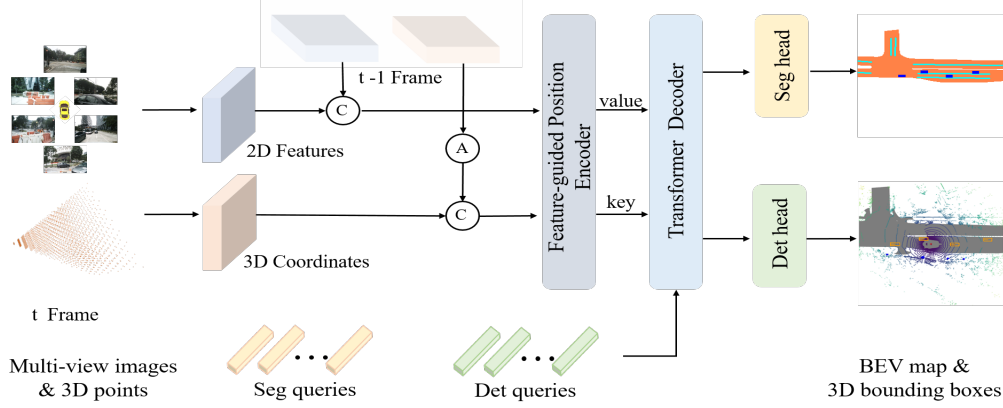 t -1 Frame
C
2D Features
A
C
3D Coordinates
Feature-guided Position
Encoder
value
key
Transformer Decoder
Seg head
Det head
t Frame
Multi-view images
& 3D points
Seg queries
Det queries
BEV map &
3D bounding boxes